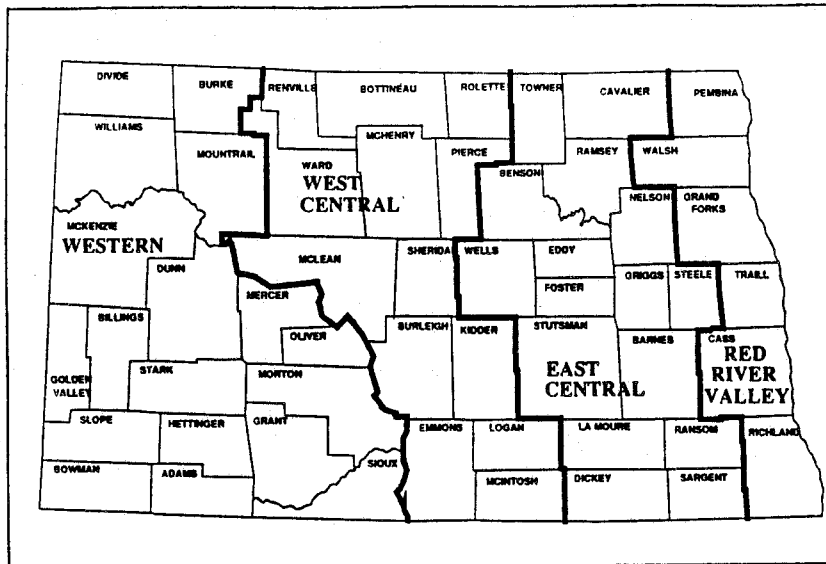 DIVIDE
BURKE
RENVILLE
BOTTINEAU
ROLETTE
TOWNER
CAVALIER
PEMBINA
WILLIAMS
MOUNTRAIL
WARD
MCHENRY
PIERCE
BENSON
RAMSEY
WALSH
WEST
CENTRAL
NELSON
GRAND
FORKS
MCKENZIE
WESTERN
DUNN
MCLEAN
SHERIDA
WELLS
EDDY
FOSTER
GRIGGS
STEELE
TRAILL
MERCER
BILLINGS
OLIVER
BURLEIGH
KIDDER
STUTSMAN
BARNES
CASS
RED
RIVER
VALLEY
EAST
CENTRAL
GOLDEN
VALLEY
STARK
MORTON
SLOPE
HETTINGER
GRANT
EMMONS
LOGAN
LA MOURE
RANSOM
RICHLAND
BOWMAN
ADAMS
SIOUX
MCINTOSH
DICKEY
SARGENT